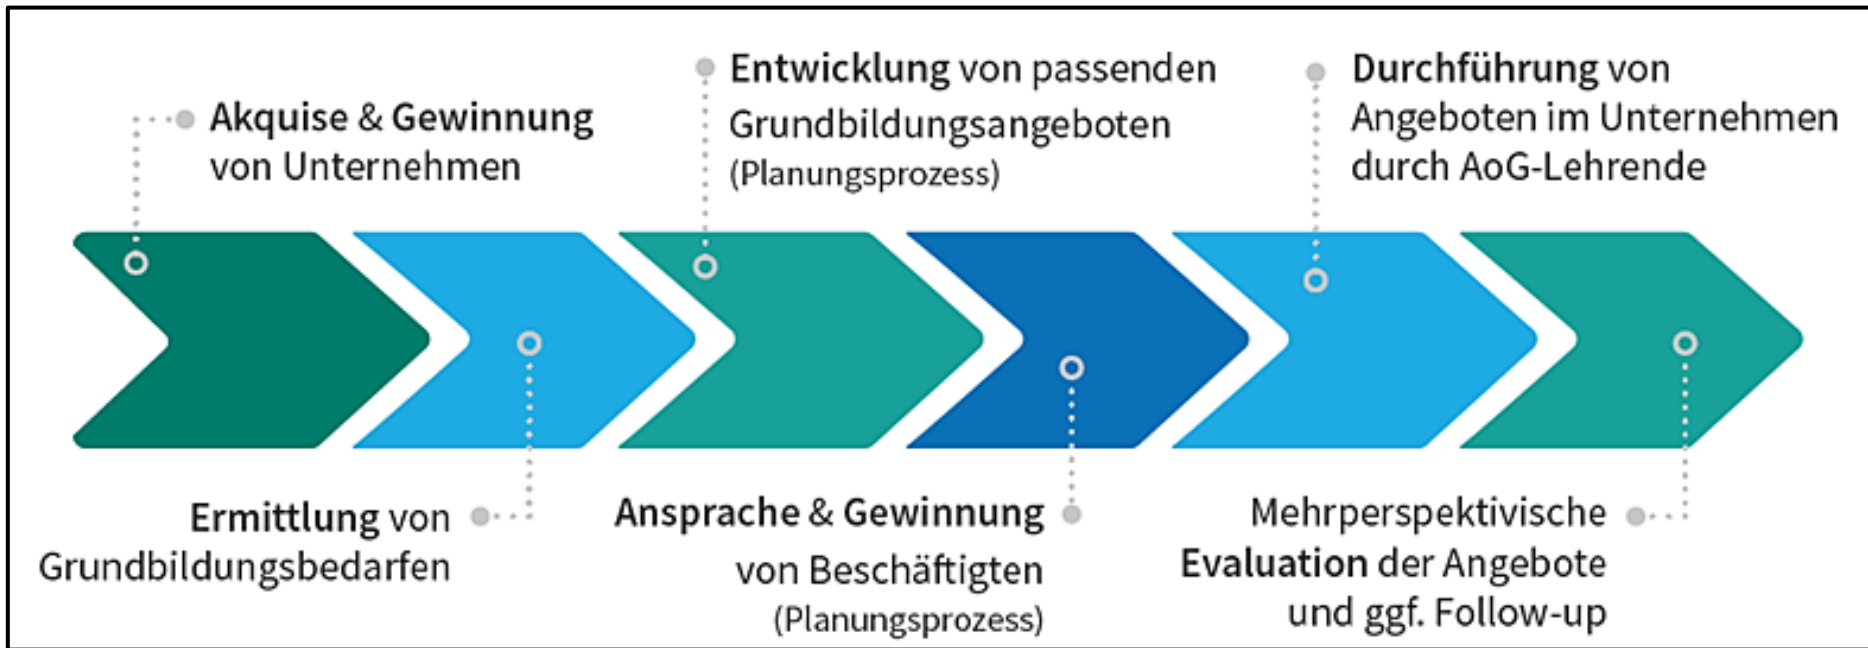 Akquise & Gewinnung
von Unternehmen
Ermittlung von
Grundbildungsbedarfen
Entwicklung von passenden
Grundbildungsangeboten
(Planungsprozess)
Ansprache & Gewinnung
von Beschäftigten
(Planungsprozess)
Durchführung von
Angeboten im Unternehmen
durch AoG-Lehrende
Mehrperspektivische
Evaluation der Angebote
und ggf. Follow-up